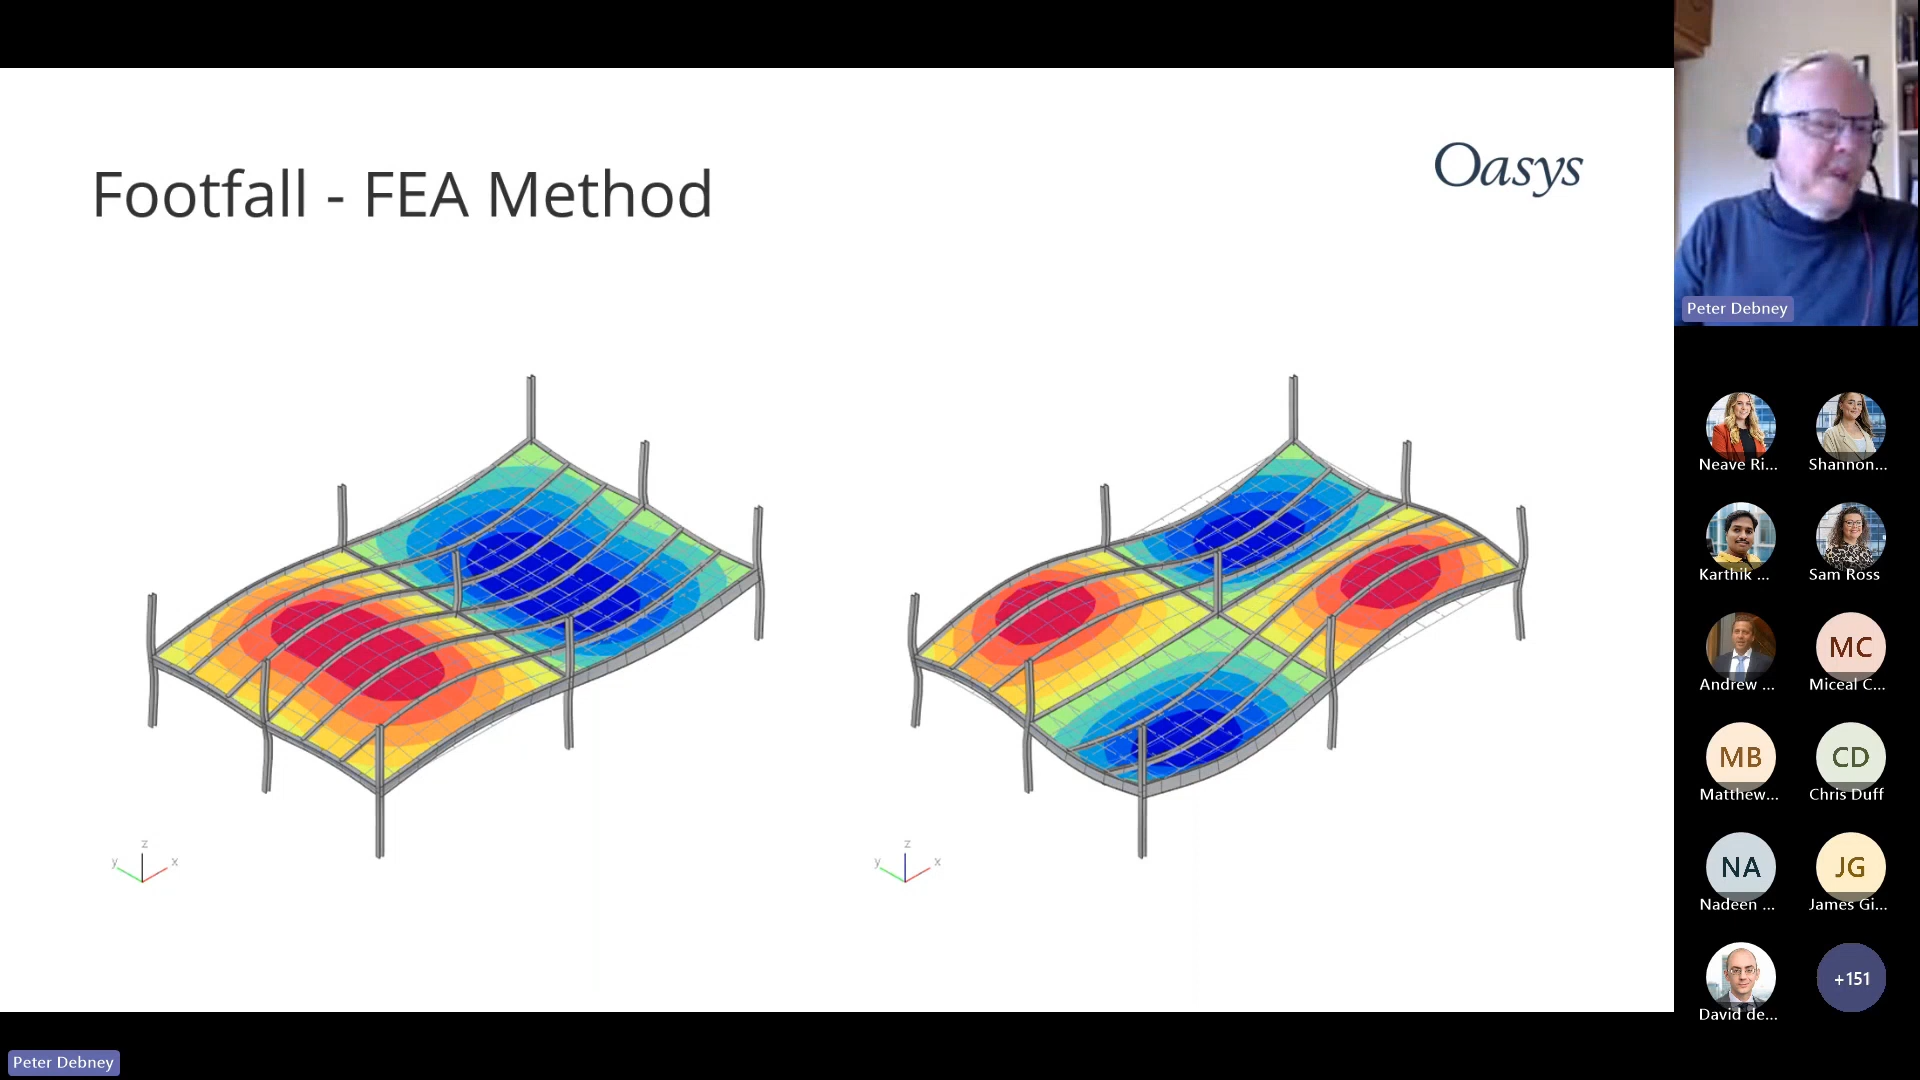 Footfall - FEA Method
Oasys
z
y
x
z
y
x
Peter Debney
Neave Ri...
Shannon...
Karthik ...
Sam Ross
Andrew ...
MC
Miceal C...
MB
Matthew...
CD
Chris Duff
NA
Nadeen ...
JG
James Gi...
David de...
+151
Peter Debney